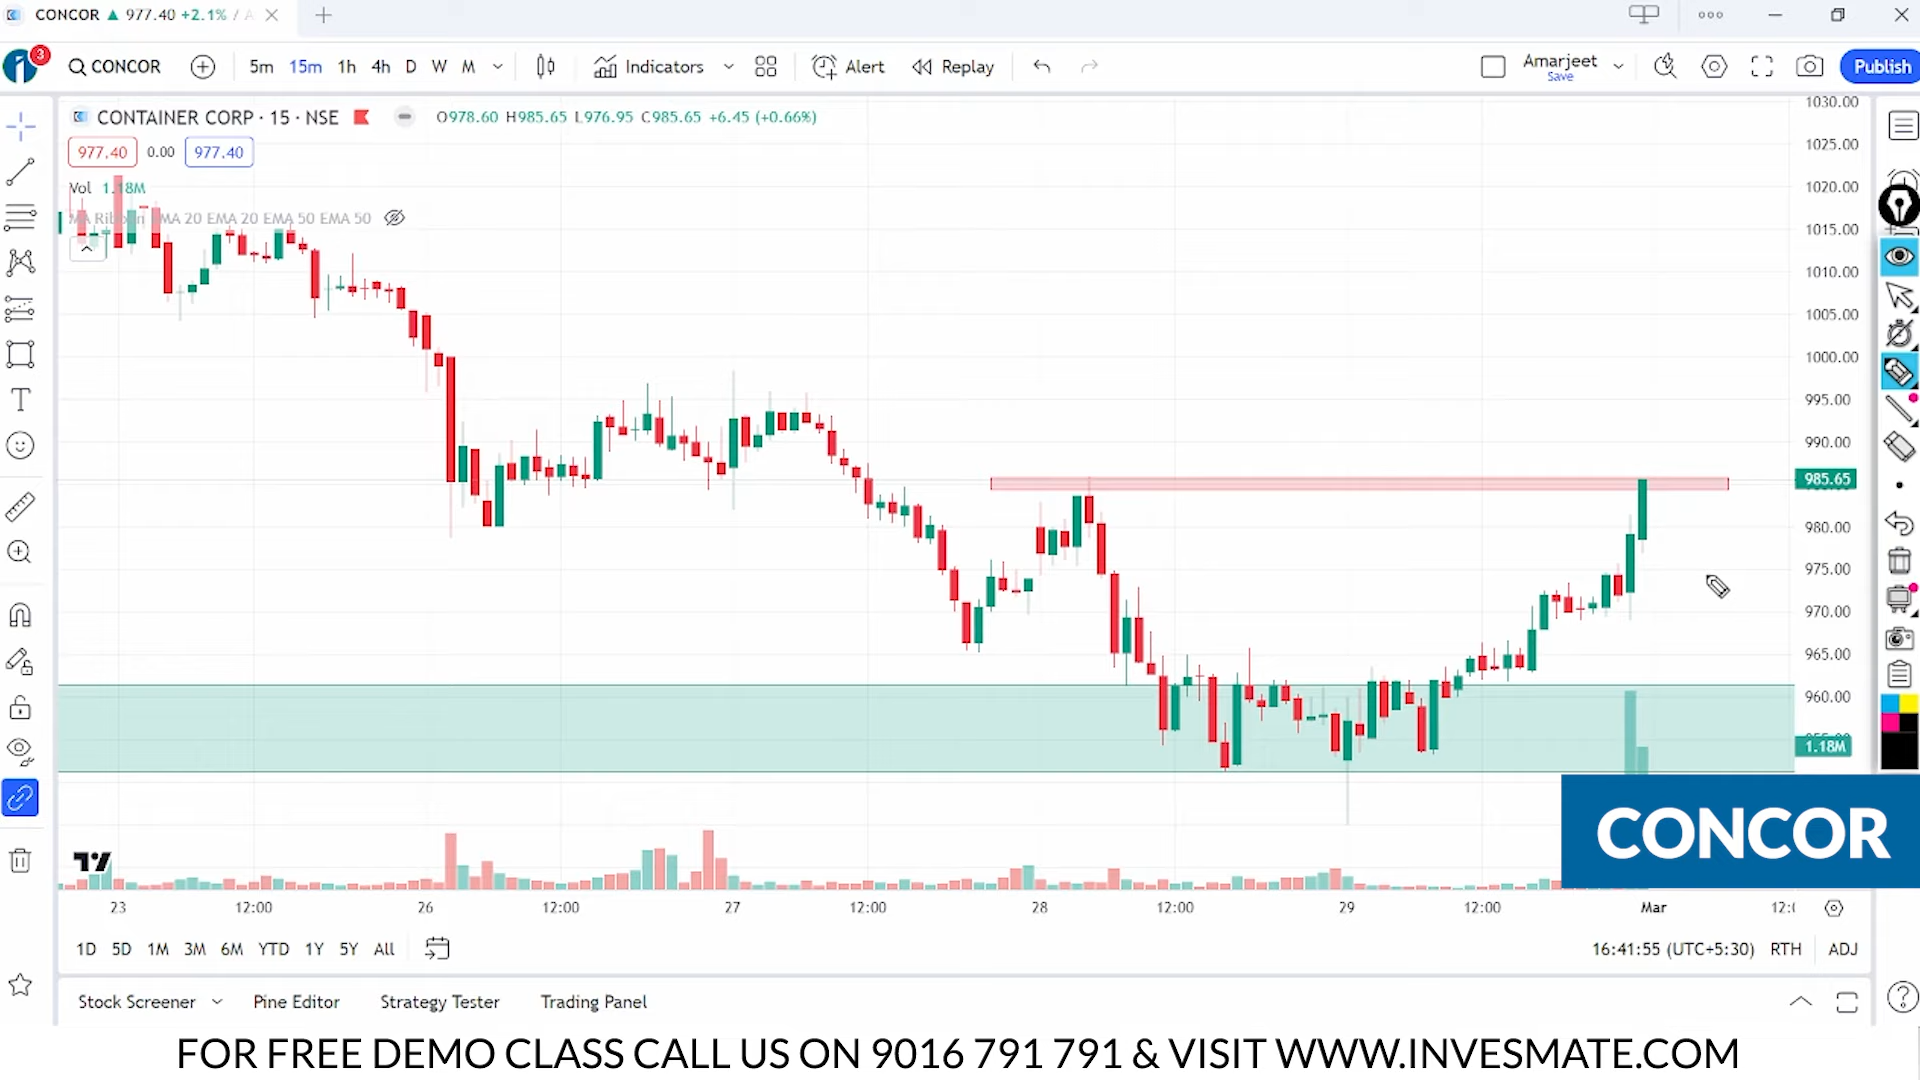 CONCOR ▲ 977.40 +2.1% / A
3 CONCOR 5m 15m 1h 4h D W M Indicators Alert Replay Amarjeet Save Publish
CONTAINER CORP · 15 · NSE O978.60 H985.65 L976.95 C985.65 +6.45 (+0.66%)
977.40 0.00 977.40
Vol 1.18M
MA Ribbon EMA 20 EMA 20 EMA 50 EMA 50
1030.00
1025.00
1020.00
1015.00
1010.00
1005.00
1000.00
995.00
990.00
985.65
980.00
975.00
970.00
965.00
960.00
1.18M
CONCOR
23 12:00 26 12:00 27 12:00 28 12:00 29 12:00 Mar
1D 5D 1M 3M 6M YTD 1Y 5Y All 16:41:55 (UTC+5:30) RTH ADJ
Stock Screener Pine Editor Strategy Tester Trading Panel
FOR FREE DEMO CLASS CALL US ON 9016 791 791 & VISIT WWW.INVESMATE.COM